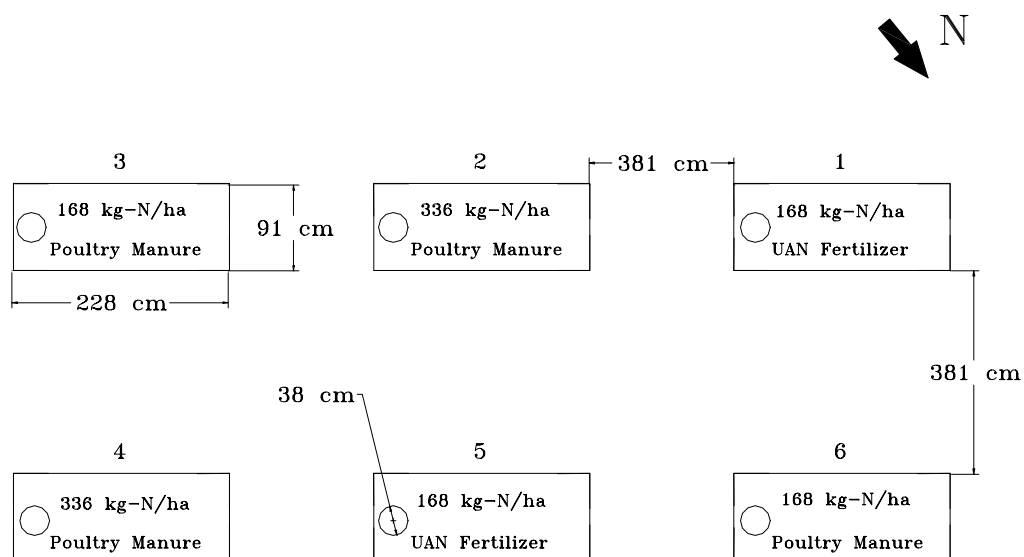 N
3
2
381 cm
1
168 kg-N/ha
Poultry Manure
91 cm
336 kg-N/ha
Poultry Manure
168 kg-N/ha
UAN Fertilizer
228 cm
381 cm
38 cm
4
5
6
336 kg-N/ha
Poultry Manure
168 kg-N/ha
UAN Fertilizer
168 kg-N/ha
Poultry Manure